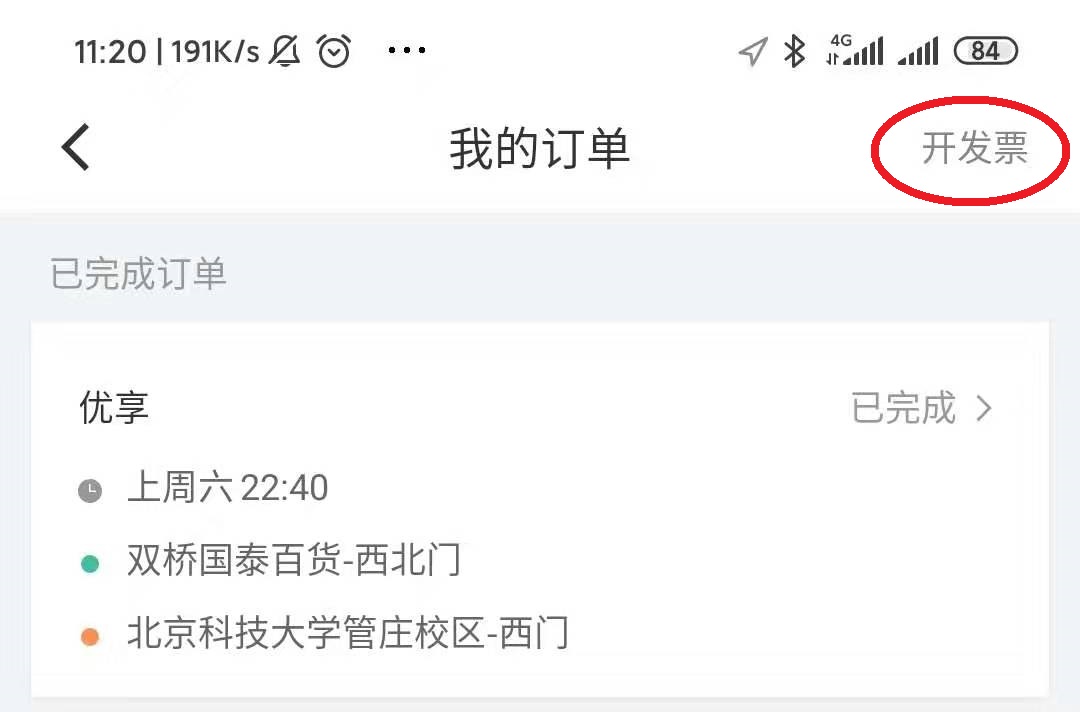 11:20 | 191K/s 4G 84
我的订单 开发票
已完成订单
优享 已完成
上周六 22:40
双桥国泰百货-西北门
北京科技大学管庄校区-西门